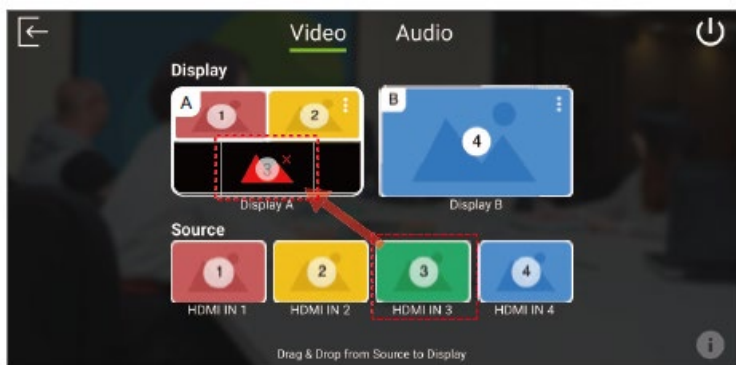 Video Audio
Display
A 1 2 B
3 4
Display A Display B
Source
1 2 3 4
HDMI IN 1 HDMI IN 2 HDMI IN 3 HDMI IN 4
Drag & Drop from Source to Display
i